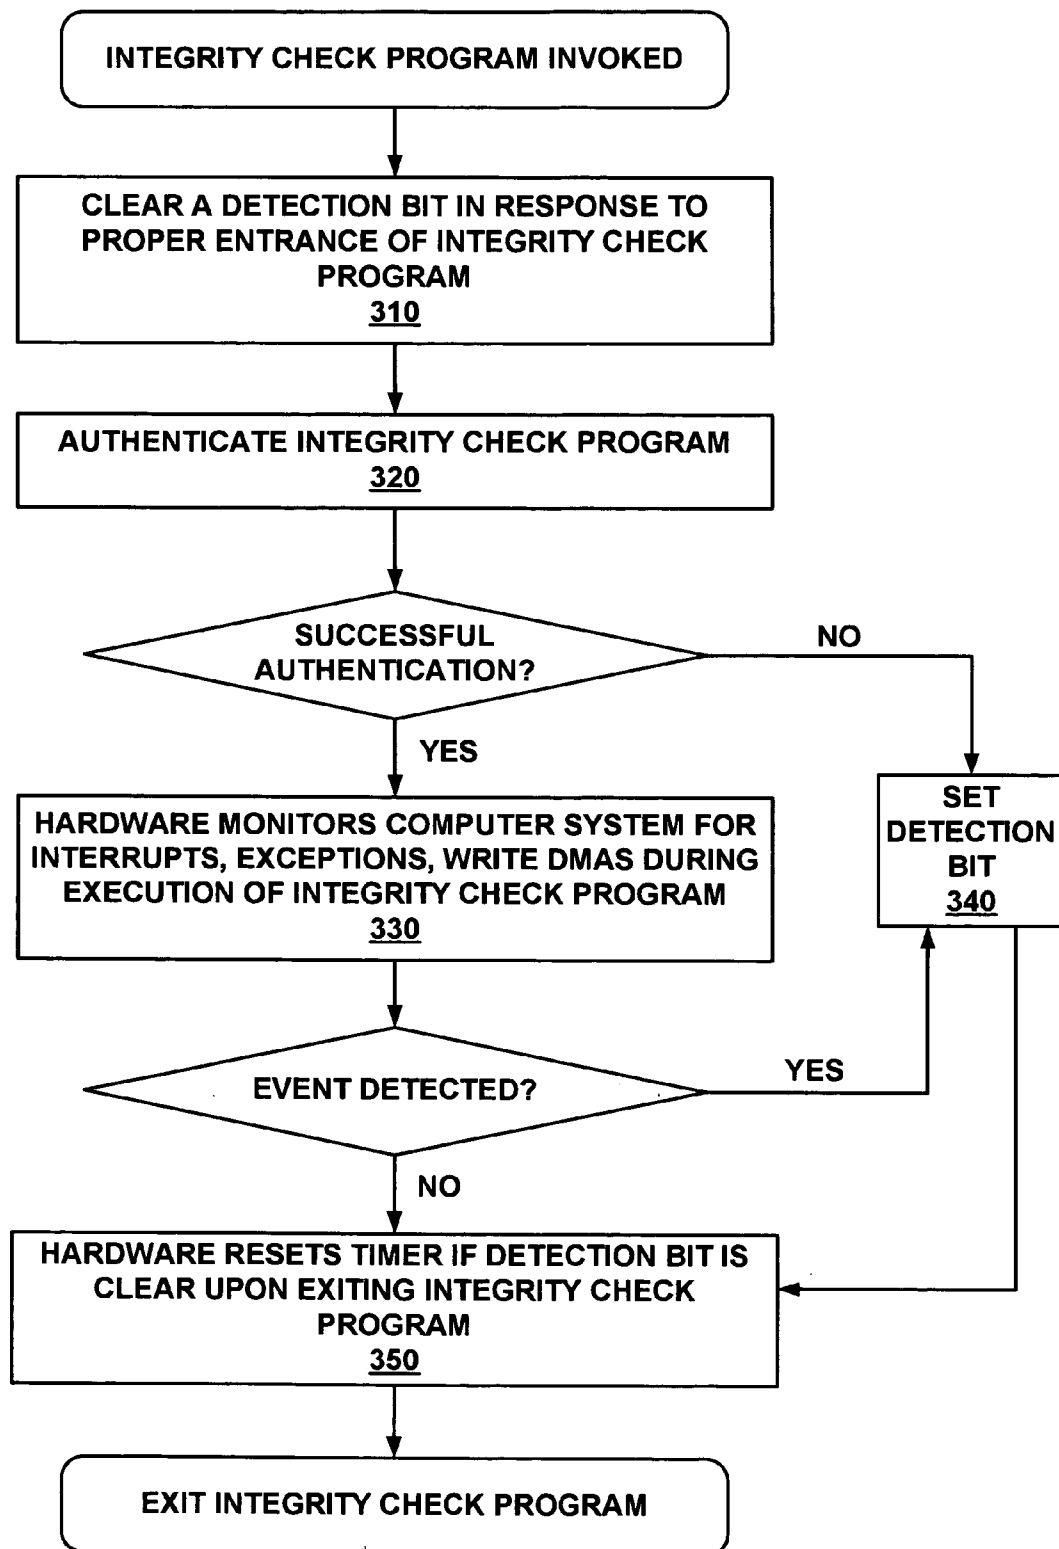 INTEGRITY CHECK PROGRAM INVOKED
CLEAR A DETECTION BIT IN RESPONSE TO
PROPER ENTRANCE OF INTEGRITY CHECK
PROGRAM
310
AUTHENTICATE INTEGRITY CHECK PROGRAM
320
SUCCESSFUL
AUTHENTICATION?
NO
YES
HARDWARE MONITORS COMPUTER SYSTEM FOR
INTERRUPTS, EXCEPTIONS, WRITE DMAS DURING
EXECUTION OF INTEGRITY CHECK PROGRAM
330
SET
DETECTION
BIT
340
EVENT DETECTED?
YES
NO
HARDWARE RESETS TIMER IF DETECTION BIT IS
CLEAR UPON EXITING INTEGRITY CHECK
PROGRAM
350
EXIT INTEGRITY CHECK PROGRAM